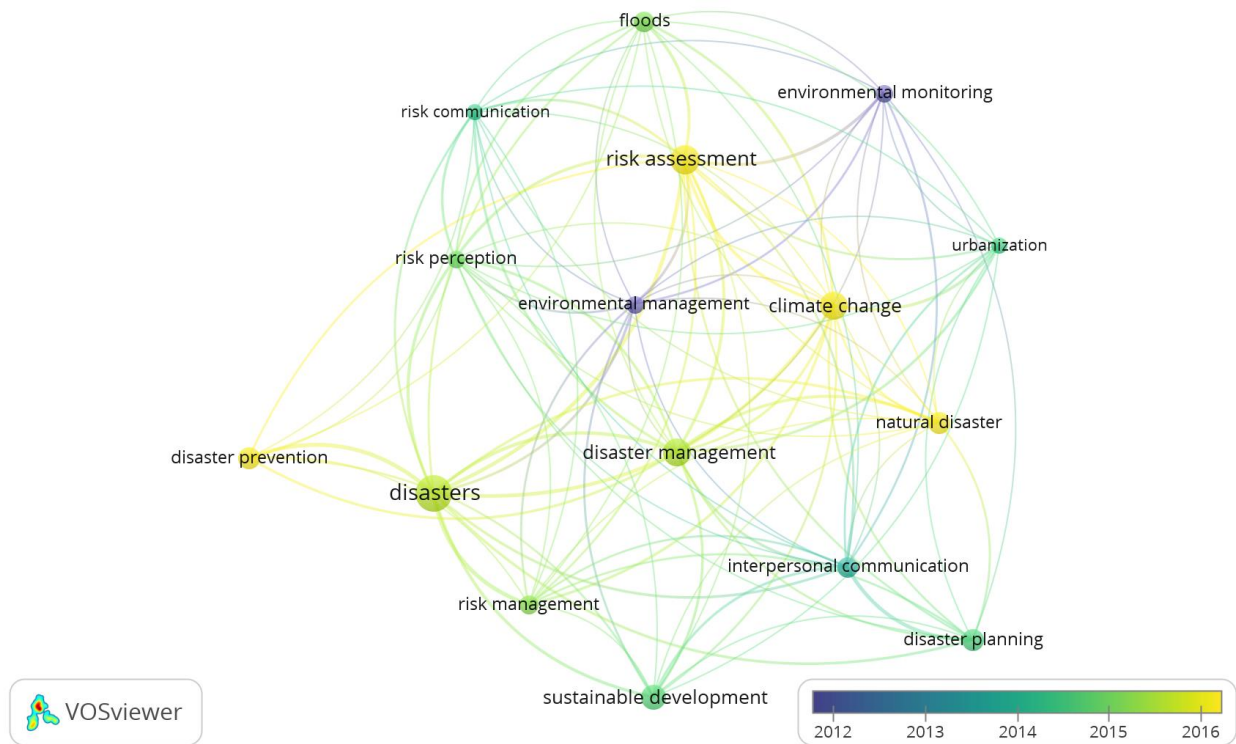 floods
environmental monitoring
risk communication
risk assessment
urbanization
risk perception
environmental management
climate change
natural disaster
disaster management
disaster prevention
disasters
interpersonal communication
risk management
disaster planning
sustainable development
VOSviewer
2012 2013 2014 2015 2016